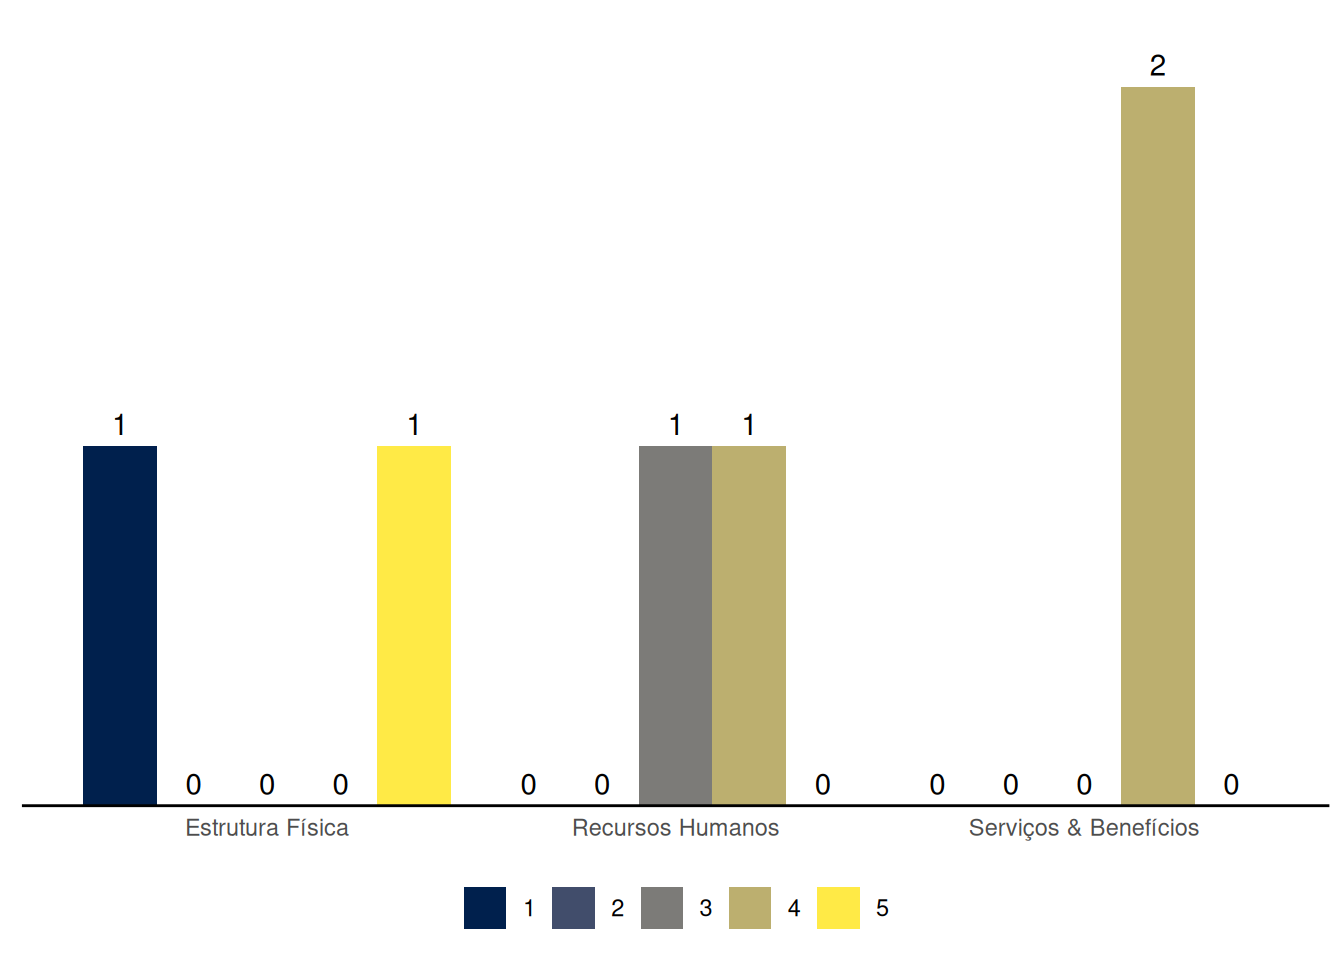 2
1 1 1 1
0 0 0 0 0 0 0 0 0 0
Estrutura Física Recursos Humanos Serviços & Benefícios
1 2 3 4 5